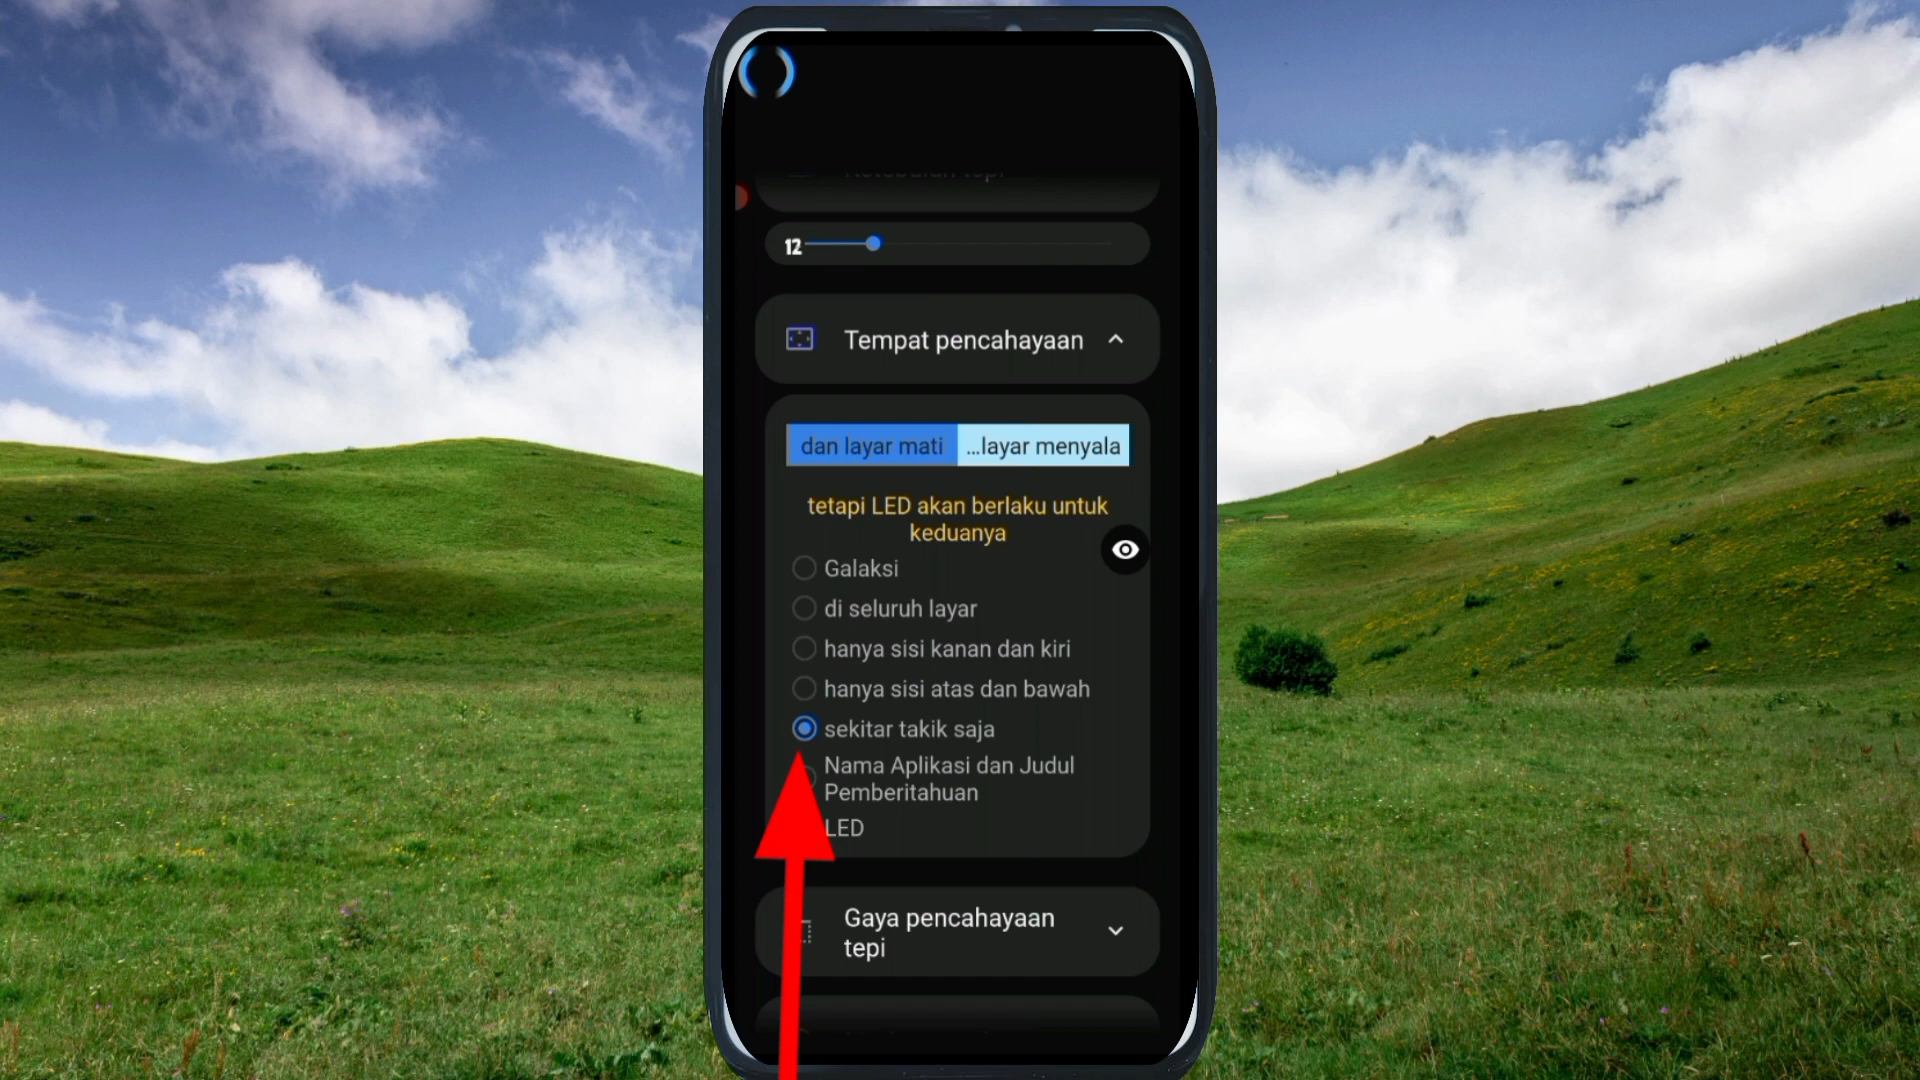 12
Tempat pencahayaan
dan layar mati
...layar menyala
tetapi LED akan berlaku untuk
keduanya
Galaksi
di seluruh layar
hanya sisi kanan dan kiri
hanya sisi atas dan bawah
sekitar takik saja
Nama Aplikasi dan Judul
Pemberitahuan
LED
Gaya pencahayaan
tepi